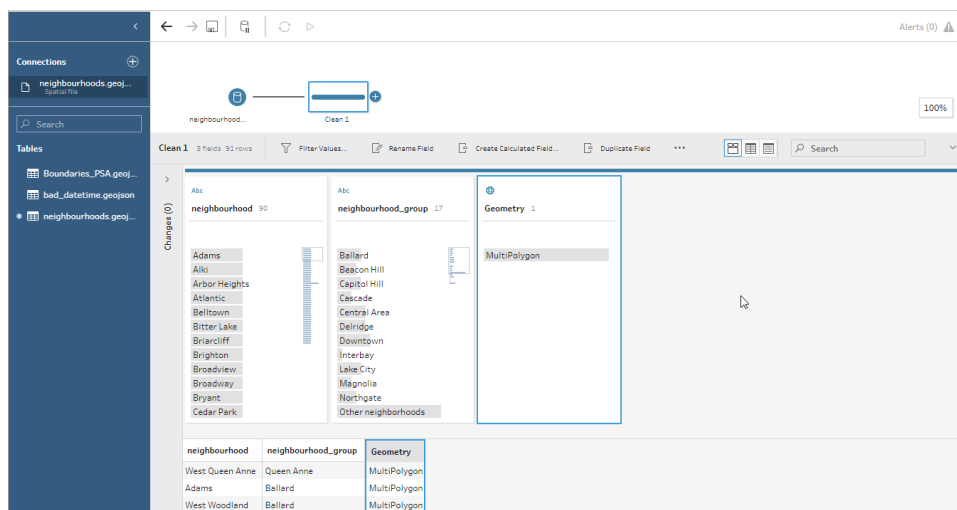 Alerts (0)
Connections
neighbourhoods.geoj...
Spatial file
Search
Tables
Boundaries_PSA.geoj...
bad_datetime.geojson
neighbourhoods.geoj...
neighbourhood...
Clean 1
100%
Clean 1 3 fields 91 rows Filter Values... Rename Field Create Calculated Field... Duplicate Field ... Search
Changes (0)
Abc
neighbourhood 90
Adams
Alki
Arbor Heights
Atlantic
Belltown
Bitter Lake
Briarcliff
Brighton
Broadview
Broadway
Bryant
Cedar Park
Abc
neighbourhood_group 17
Ballard
Beacon Hill
Capitol Hill
Cascade
Central Area
Delridge
Downtown
Interbay
Lake City
Magnolia
Northgate
Other neighborhoods
Geometry 1
MultiPolygon
neighbourhood neighbourhood_group Geometry
West Queen Anne Queen Anne MultiPolygon
Adams Ballard MultiPolygon
West Woodland Ballard MultiPolygon